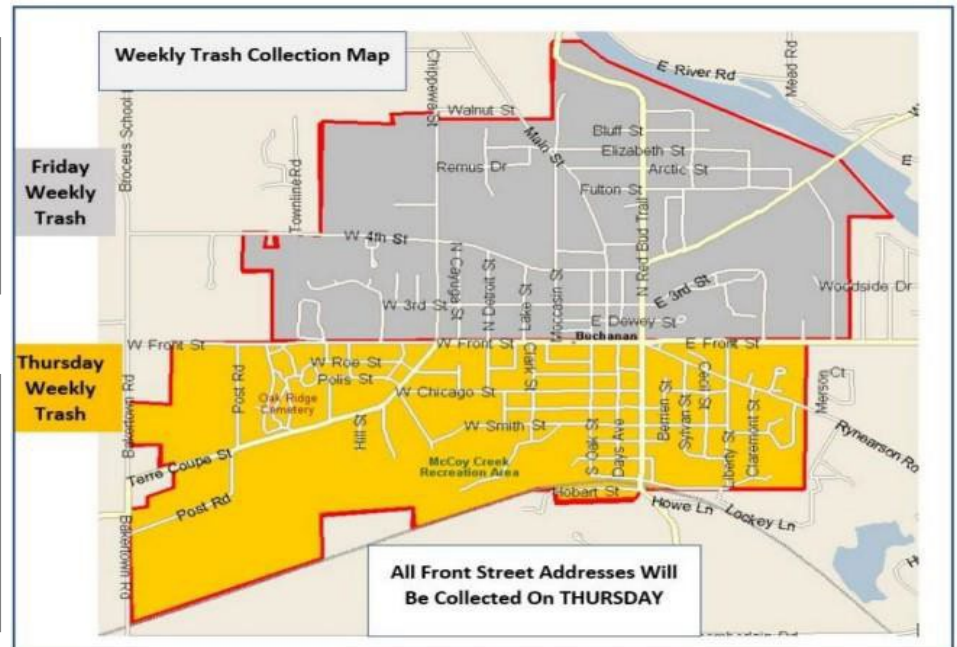 Weekly Trash Collection Map
Friday
Weekly
Trash
Thursday
Weekly
Trash
All Front Street Addresses Will
Be Collected On THURSDAY
Broceus School
Townline Rd
Chippewa St
Walnut St
Main St
E River Rd
Mead Rd
Bluff St
Elizabeth St
Arctic St
Remus Dr
Fulton St
N Red Bud Trail
W 4th St
N Cayuga St
N Detroit St
Lake St
Moccasin St
W 3rd St
E 3rd St
Woodside Dr
E Dewey St
Buchanan
W Front St
W Front St
E Front St
Bakertown Rd
Post Rd
W Roe St
Polis St
Oak Ridge
Cemetery
W Chicago St
Clark St
Hill St
W Smith St
McCoy Creek
Recreation Area
S Oak St
Days Ave
Berrien St
Sylvan St
Cecil St
Liberty St
Claremont St
Merson Ct
Rynearson Rd
Terre Coupe St
Post Rd
Hobart St
Howe Ln
Lockey Ln
Bakertown Rd